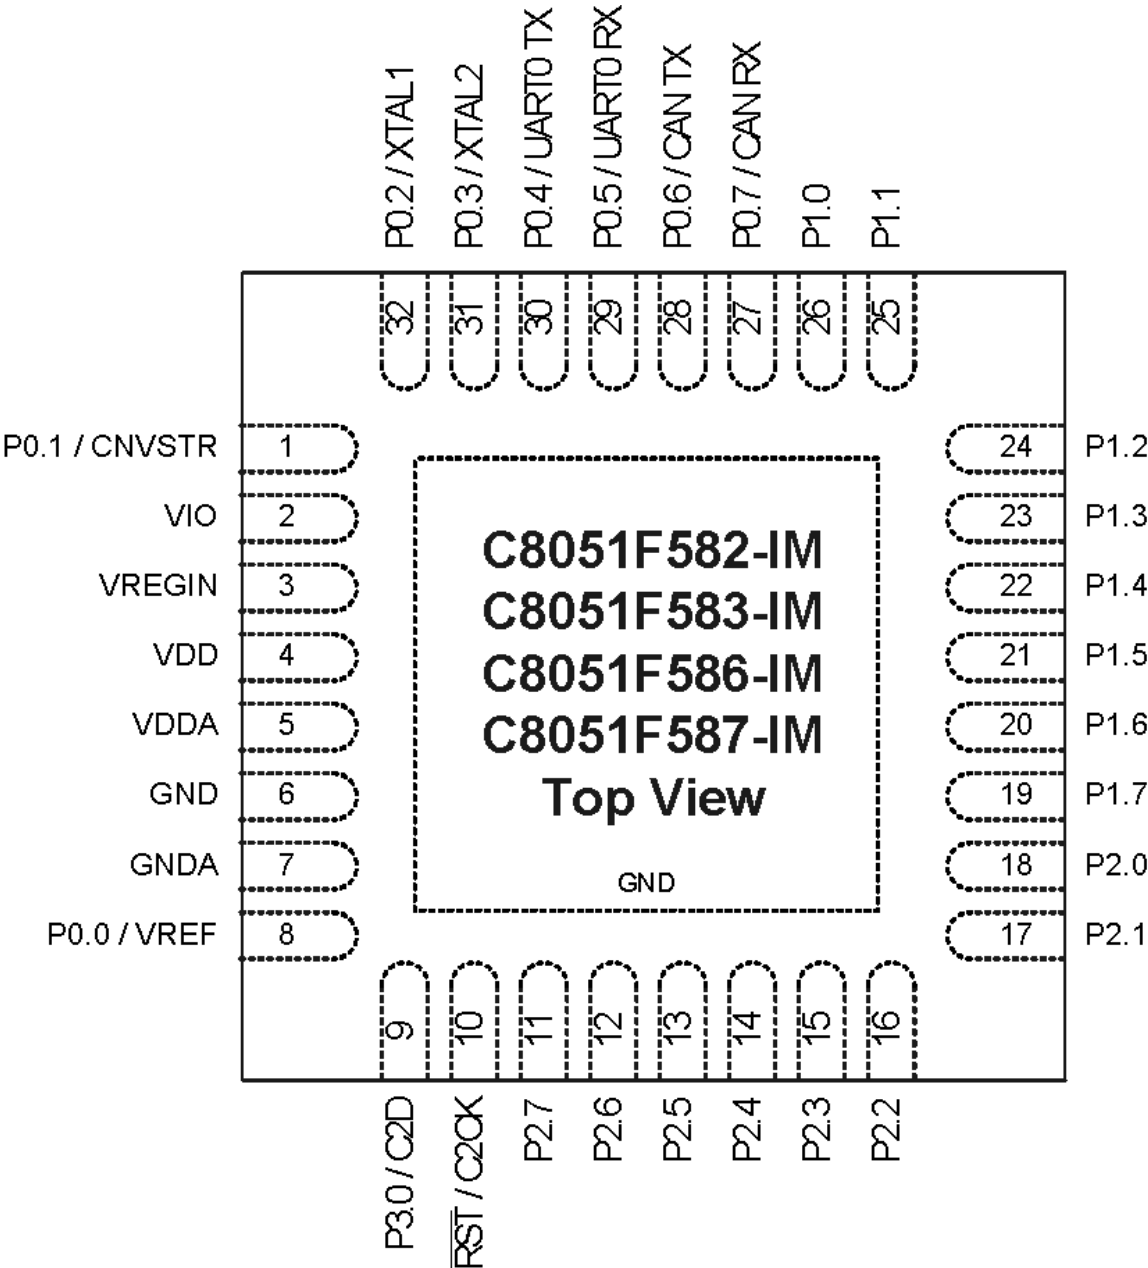 P0.2 / XTAL1
P0.3 / XTAL2
P0.4 / UART0 TX
P0.5 / UART0 RX
P0.6 / CAN TX
P0.7 / CAN RX
P1.0
P1.1
32
31
30
29
28
27
26
25
P0.1 / CNVSTR
1
VIO
2
VREGIN
3
VDD
4
VDDA
5
GND
6
GNDA
7
P0.0 / VREF
8
C8051F582-IM
C8051F583-IM
C8051F586-IM
C8051F587-IM
Top View
GND
24
P1.2
23
P1.3
22
P1.4
21
P1.5
20
P1.6
19
P1.7
18
P2.0
17
P2.1
9
10
11
12
13
14
15
16
P3.0 / C2D
RST / C2CK
P2.7
P2.6
P2.5
P2.4
P2.3
P2.2